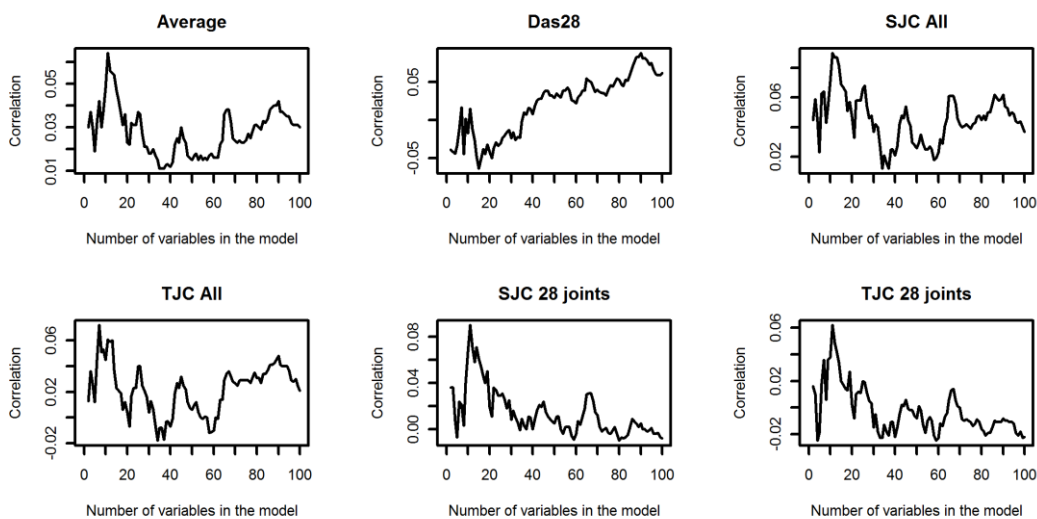 Average Das28 SJC All
Correlation 0.01 0.03 0.05 Correlation -0.05 0.05 Correlation 0.02 0.06
0 20 40 60 80 100 0 20 40 60 80 100 0 20 40 60 80 100
Number of variables in the model Number of variables in the model Number of variables in the model
TJC All SJC 28 joints TJC 28 joints
Correlation -0.02 0.02 0.06 Correlation 0.00 0.04 0.08 Correlation -0.02 0.02 0.06
0 20 40 60 80 100 0 20 40 60 80 100 0 20 40 60 80 100
Number of variables in the model Number of variables in the model Number of variables in the model